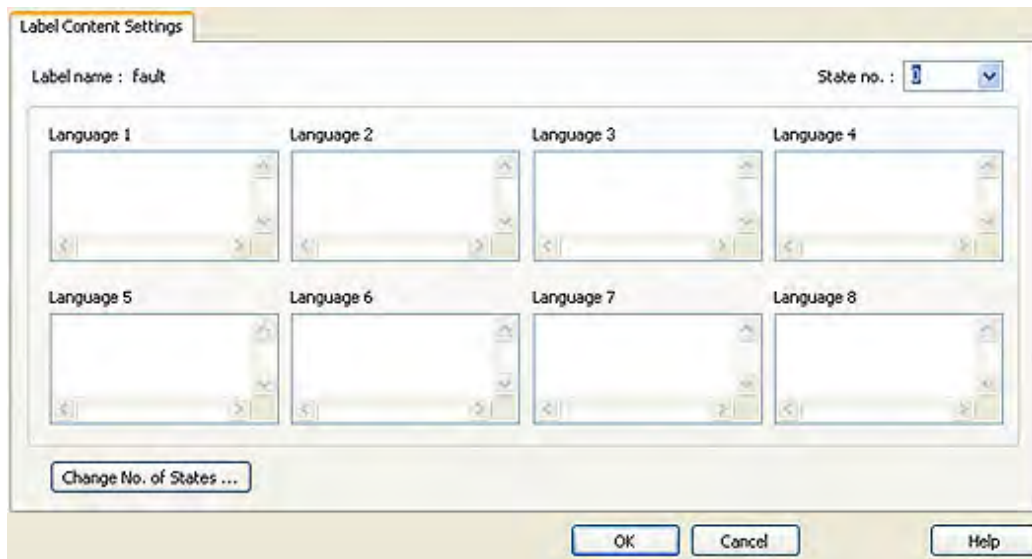 Label Content Settings
Label name : fault
State no. : 0
Language 1 Language 2 Language 3 Language 4
Language 5 Language 6 Language 7 Language 8
Change No. of States ...
OK Cancel Help